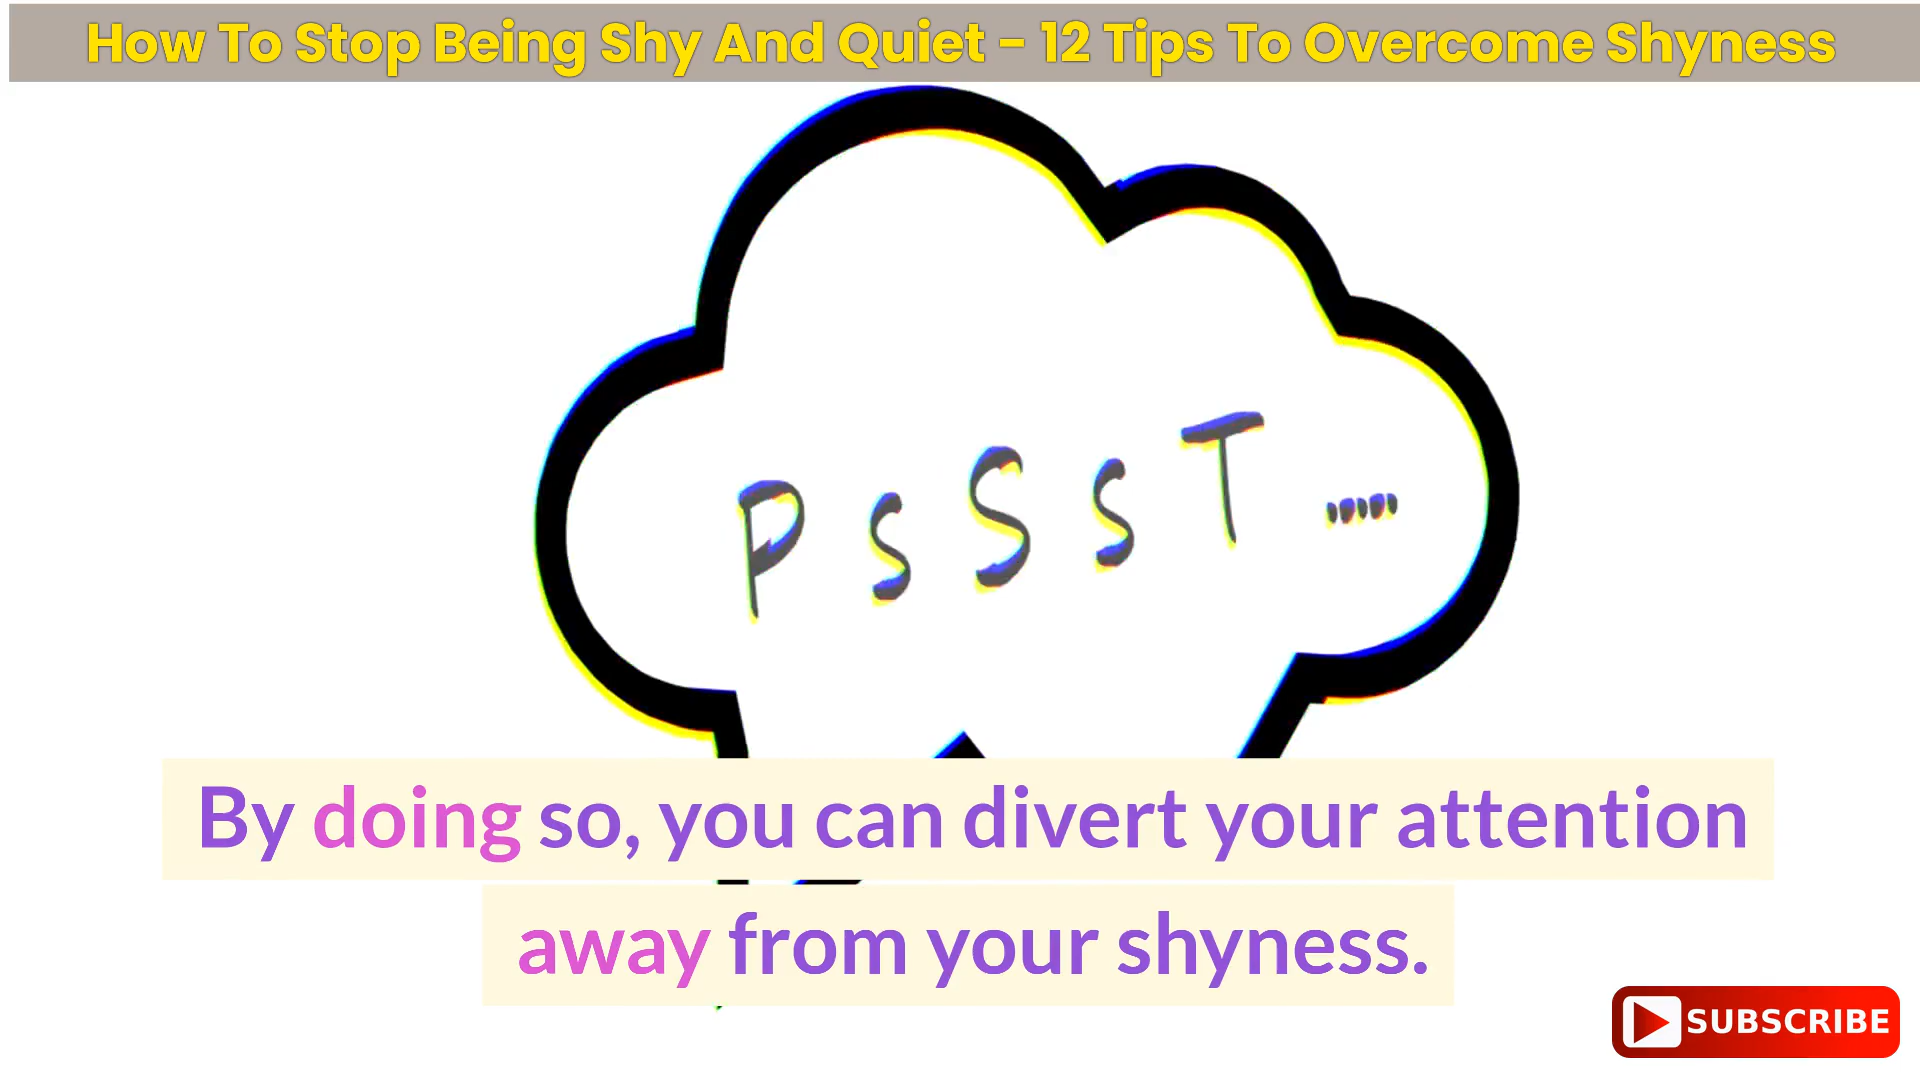 How To Stop Being Shy And Quiet - 12 Tips To Overcome Shyness
PsSsT.....
By doing so, you can divert your attention
away from your shyness.
SUBSCRIBE